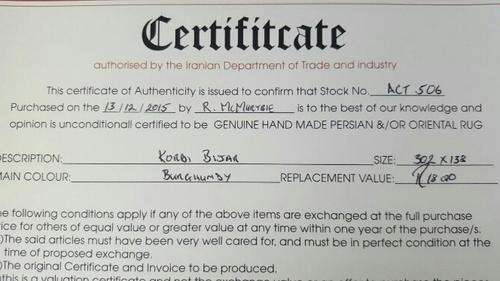 Certifitcate
authorised by the Iranian Department of Trade and industry
This certificate of Authenticity is issued to confirm that Stock No. ACT 506
Purchased on the 13/12/2015 by R. McMurtrie is to the best of our knowledge and
opinion is unconditionall certified to be GENUINE HAND MADE PERSIAN &/OR ORIENTAL RUG
DESCRIPTION: KORDI BIJAR SIZE: 302 X 138
MAIN COLOUR: BURGHUNDY REPLACEMENT VALUE:
he following conditions apply if any of the above items are exchanged at the full purchase
rice for others of equal value or greater value at any time within one year of the purchase/s.
)The said articles must have been very well cared for, and must be in perfect condition at the
time of proposed exchange.
)The original Certificate and Invoice to be produced.